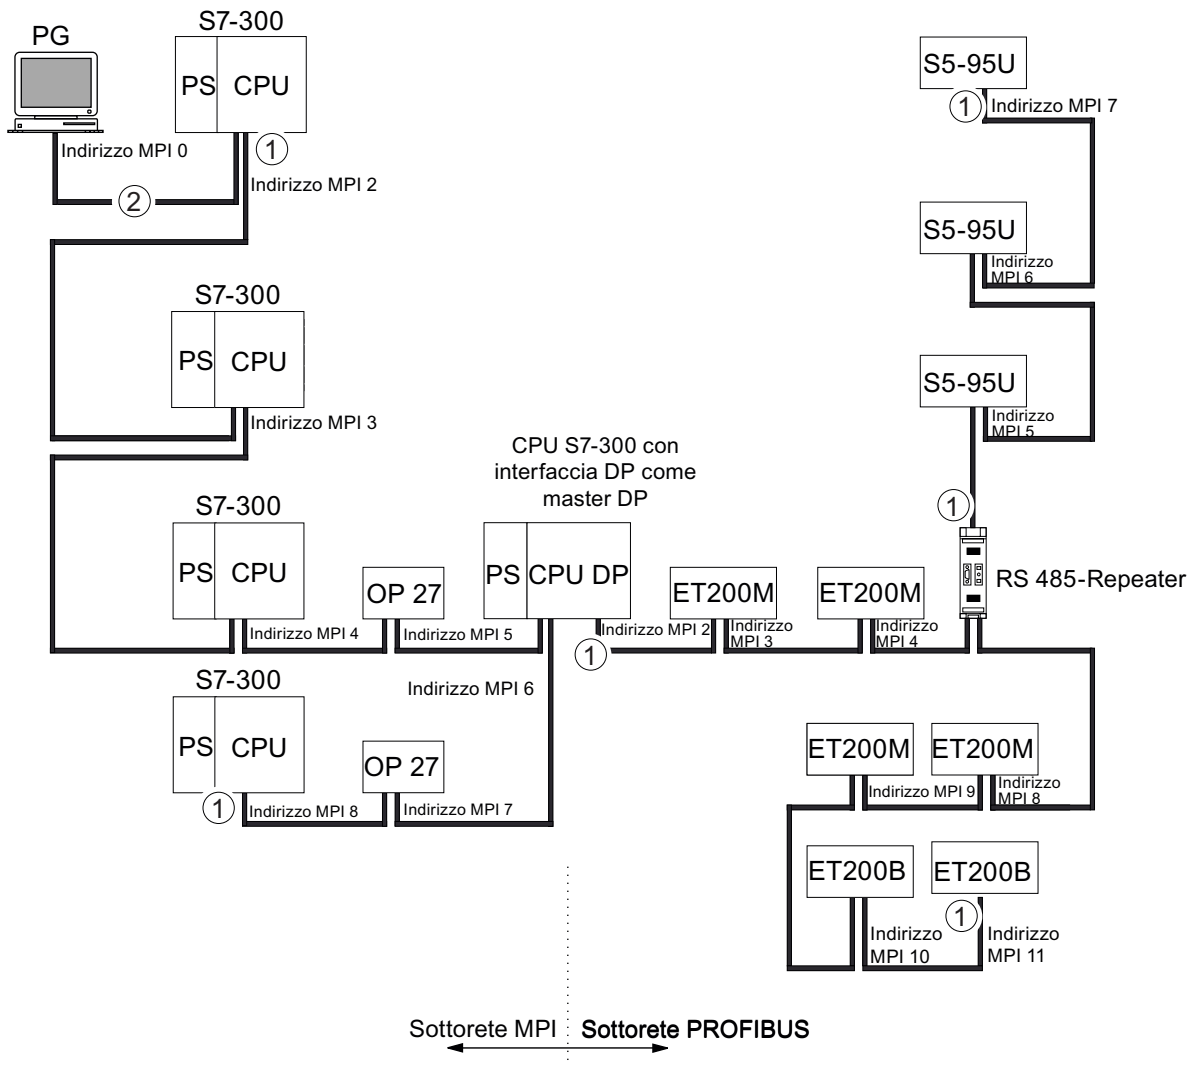 PG
S7-300
PS
CPU
1
Indirizzo MPI 0
Indirizzo MPI 2
2
S7-300
PS
CPU
Indirizzo MPI 3
S7-300
PS
CPU
Indirizzo MPI 4
OP 27
Indirizzo MPI 5
CPU S7-300 con
interfaccia DP come
master DP
PS
CPU DP
Indirizzo MPI 6
S7-300
PS
CPU
1
Indirizzo MPI 8
OP 27
Indirizzo MPI 7
1
Indirizzo MPI 2
ET200M
Indirizzo
MPI 3
ET200M
Indirizzo
MPI 4
S5-95U
1
Indirizzo MPI 7
S5-95U
Indirizzo
MPI 6
S5-95U
Indirizzo
MPI 5
1
RS 485-Repeater
ET200M
Indirizzo MPI 9
ET200M
Indirizzo
MPI 8
ET200B
Indirizzo
MPI 10
ET200B
1
Indirizzo
MPI 11
Sottorete MPI
Sottorete PROFIBUS